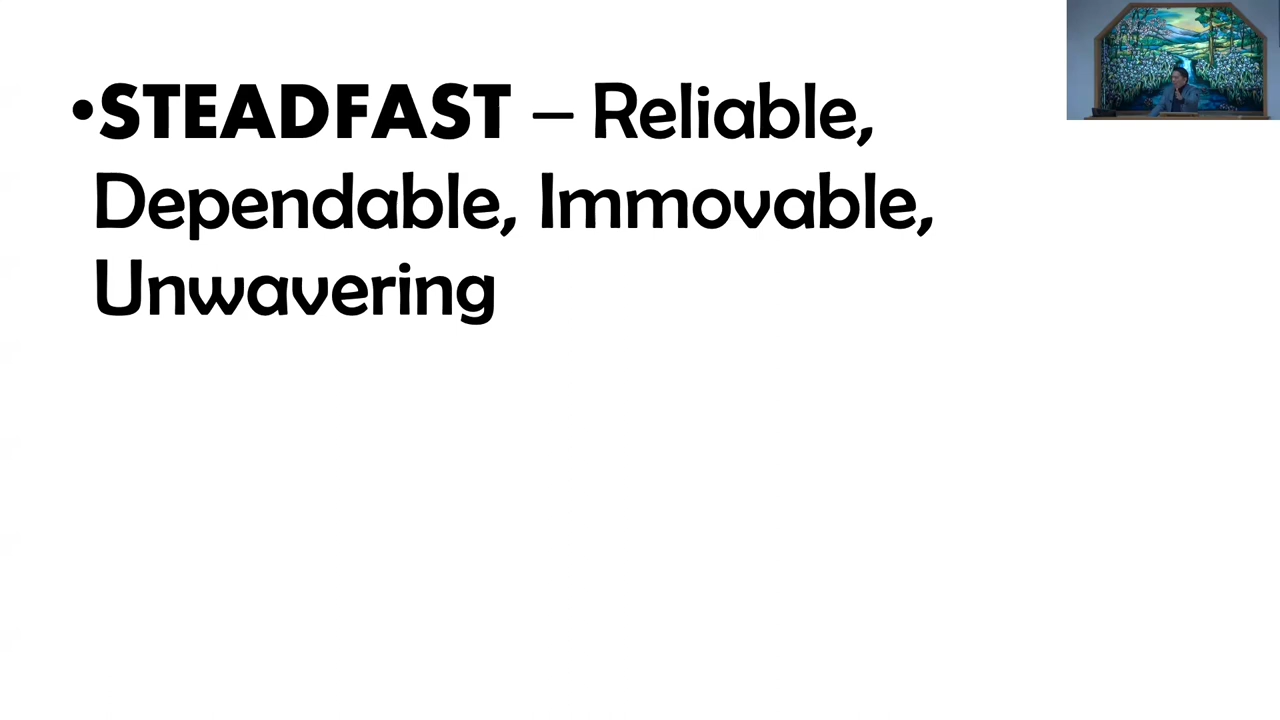 •STEADFAST – Reliable,
Dependable, Immovable,
Unwavering